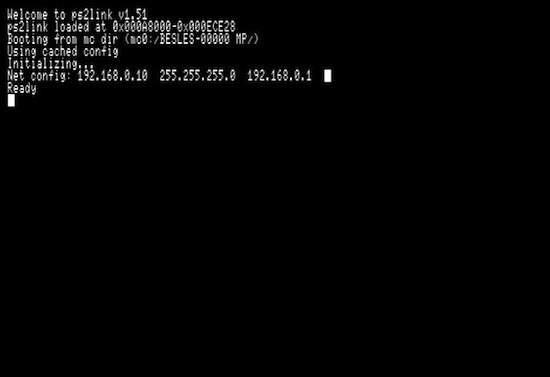 Welcome to ps2link v1.51
ps2link loaded at 0x000A8000-0x000ECE28
Booting from mc dir (mc0:/BESLES-00000 MP/)
Using cached config
Initializing...
Net config: 192.168.0.10  255.255.255.0  192.168.0.1
Ready